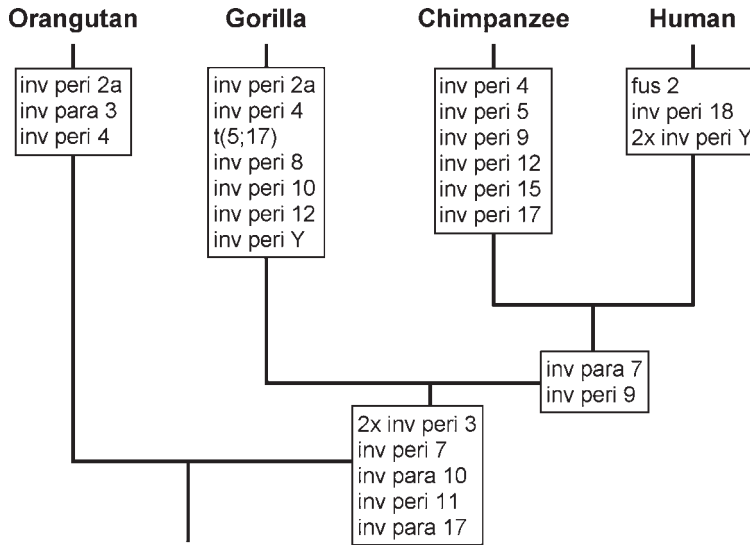 Orangutan
Gorilla
Chimpanzee
Human
inv peri 2a
inv para 3
inv peri 4
inv peri 2a
inv peri 4
t(5;17)
inv peri 8
inv peri 10
inv peri 12
inv peri Y
inv peri 4
inv peri 5
inv peri 9
inv peri 12
inv peri 15
inv peri 17
fus 2
inv peri 18
2x inv peri Y
inv para 7
inv peri 9
2x inv peri 3
inv peri 7
inv para 10
inv peri 11
inv para 17